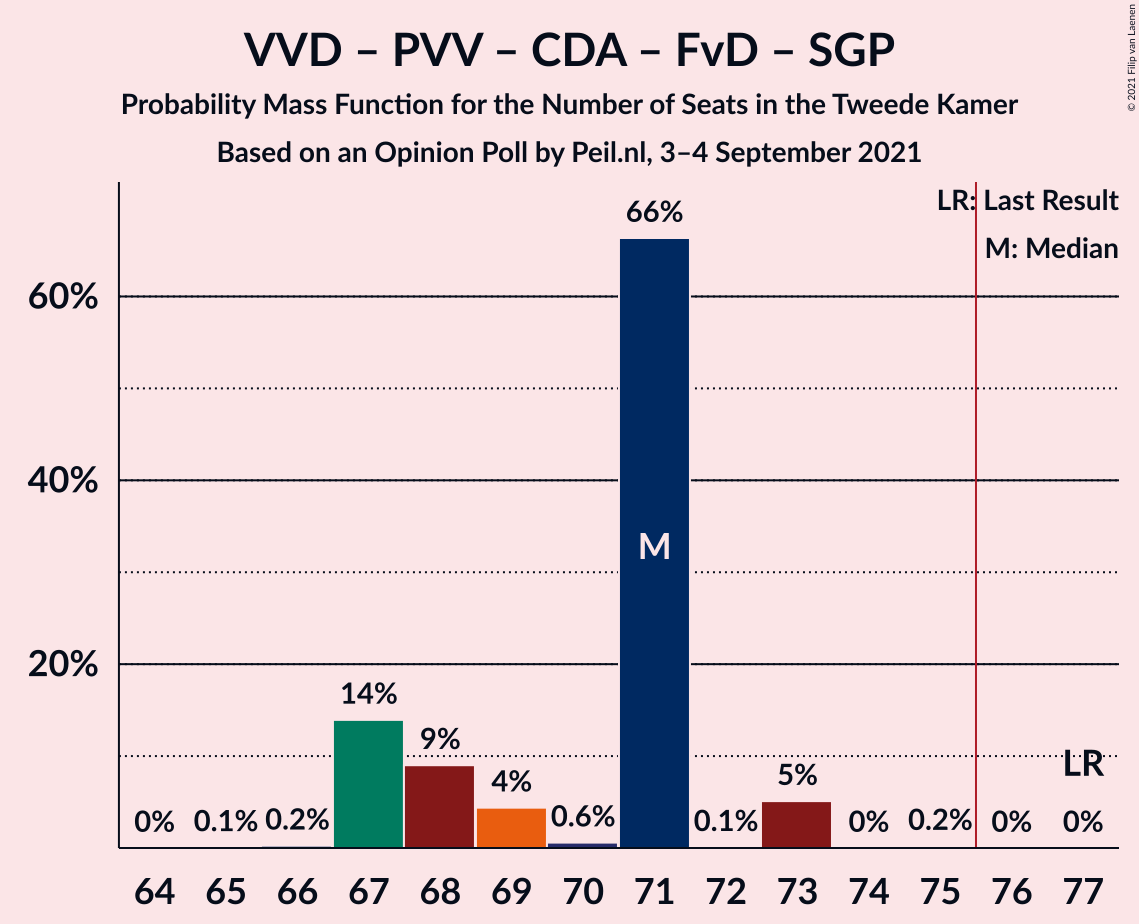 VVD – PVV – CDA – FvD – SGP
Probability Mass Function for the Number of Seats in the Tweede Kamer
Based on an Opinion Poll by Peil.nl, 3–4 September 2021
© 2021 Filip van Laenen
LR: Last Result
M: Median
60%
40%
20%
0%
0.1%
0.2%
14%
9%
4%
0.6%
66%
M
0.1%
5%
0%
0.2%
0%
LR
0%
64 65 66 67 68 69 70 71 72 73 74 75 76 77